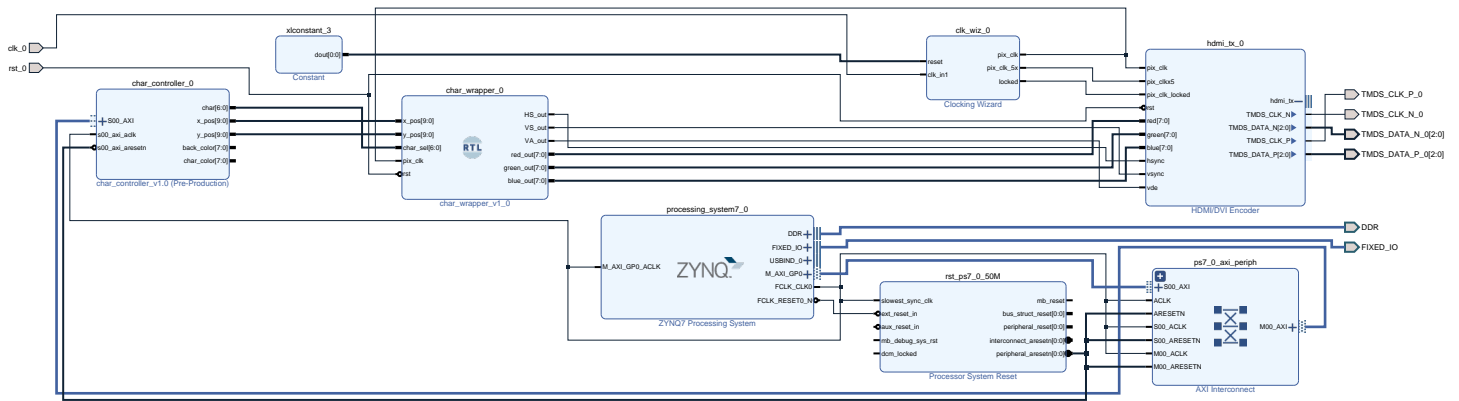 clk_0
rst_0
xlconstant_3
dout[0:0]
Constant
char_controller_0
S00_AXI
s00_axi_aclk
s00_axi_aresetn
char[6:0]
x_pos[9:0]
y_pos[9:0]
back_color[7:0]
char_color[7:0]
char_controller_v1.0 (Pre-Production)
char_wrapper_0
x_pos[9:0]
y_pos[9:0]
char_sel[6:0]
pix_clk
rst
RTL
HS_out
VS_out
VA_out
red_out[7:0]
green_out[7:0]
blue_out[7:0]
char_wrapper_v1_0
clk_wiz_0
reset
clk_in1
pix_clk
pix_clk_5x
locked
Clocking Wizard
hdmi_tx_0
pix_clk
pix_clkx5
pix_clk_locked
rst
red[7:0]
green[7:0]
blue[7:0]
hsync
vsync
vde
hdmi_tx
TMDS_CLK_N
TMDS_DATA_N[2:0]
TMDS_CLK_P
TMDS_DATA_P[2:0]
HDMI/DVI Encoder
TMDS_CLK_P_0
TMDS_CLK_N_0
TMDS_DATA_N_0[2:0]
TMDS_DATA_P_0[2:0]
processing_system7_0
M_AXI_GP0_ACLK
ZYNQ
DDR
FIXED_IO
USBIND_0
M_AXI_GP0
FCLK_CLK0
FCLK_RESET0_N
ZYNQ7 Processing System
DDR
FIXED_IO
rst_ps7_0_50M
slowest_sync_clk
ext_reset_in
aux_reset_in
mb_debug_sys_rst
dcm_locked
mb_reset
bus_struct_reset[0:0]
peripheral_reset[0:0]
interconnect_aresetn[0:0]
peripheral_aresetn[0:0]
Processor System Reset
ps7_0_axi_periph
S00_AXI
ACLK
ARESETN
S00_ACLK
S00_ARESETN
M00_ACLK
M00_ARESETN
M00_AXI
AXI Interconnect